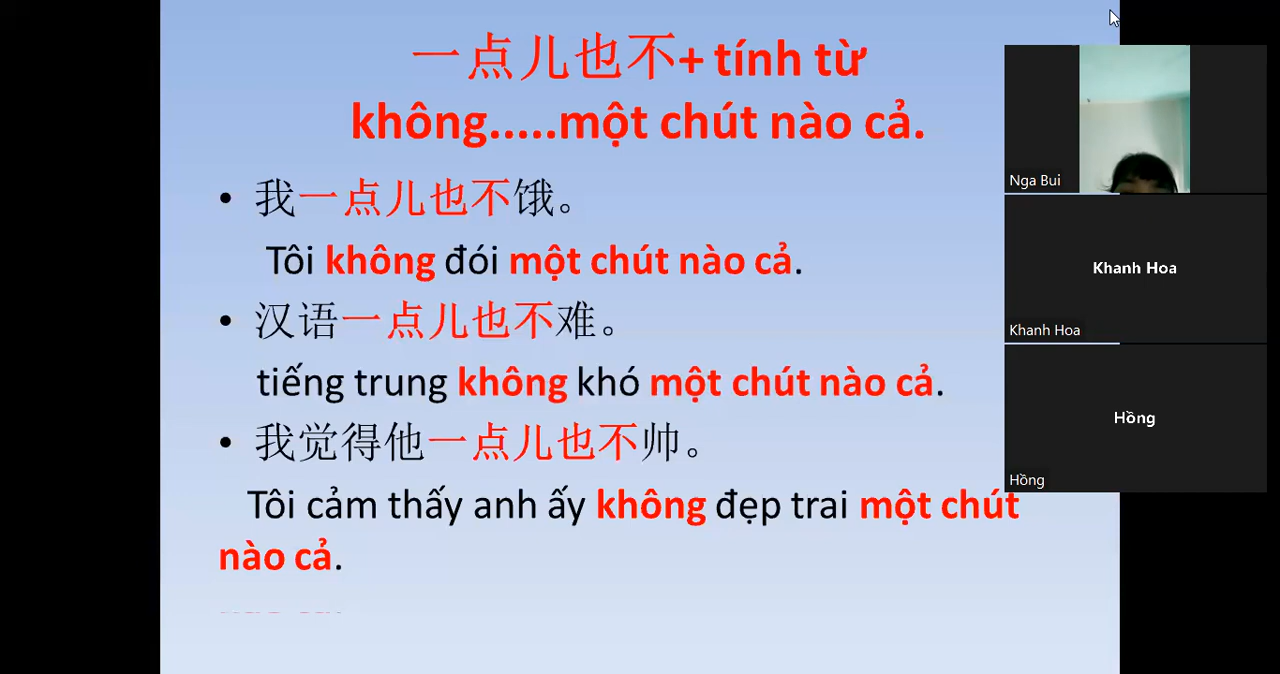 一点儿也不+ tính từ
không.....một chút nào cả.
• 我一点儿也不饿。
Tôi không đói một chút nào cả.
• 汉语一点儿也不难。
tiếng trung không khó một chút nào cả.
• 我觉得他一点儿也不帅。
Tôi cảm thấy anh ấy không đẹp trai một chút
nào cả.
Nga Bui
Khanh Hoa
Khanh Hoa
Hồng
Hồng